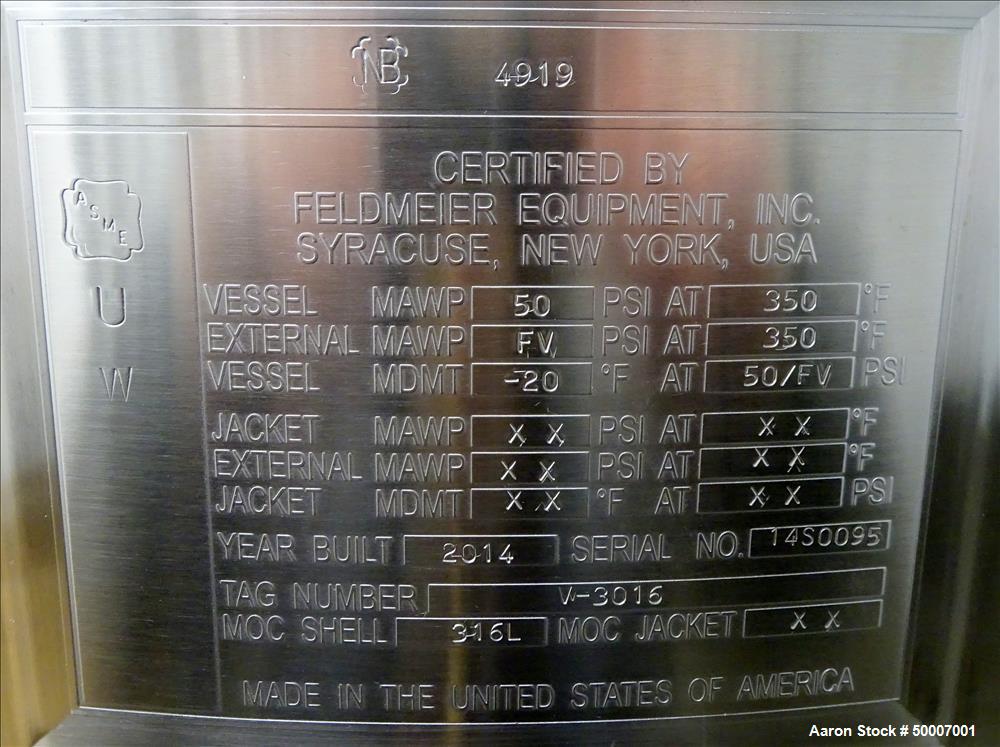 NB 4919
CERTIFIED BY
FELDMEIER EQUIPMENT, INC.
SYRACUSE, NEW YORK, USA
ASME
U
W
VESSEL MAWP 50 PSI AT 350 °F
EXTERNAL MAWP FV PSI AT 350 °F
VESSEL MDMT -20 °F AT 50/FV PSI
JACKET MAWP X X PSI AT X X °F
EXTERNAL MAWP X X PSI AT X X °F
JACKET MDMT X X °F AT X X PSI
YEAR BUILT 2014 SERIAL NO. 14S0095
TAG NUMBER V-3016
MOC SHELL 316L MOC JACKET X X
MADE IN THE UNITED STATES OF AMERICA
Aaron Stock # 50007001